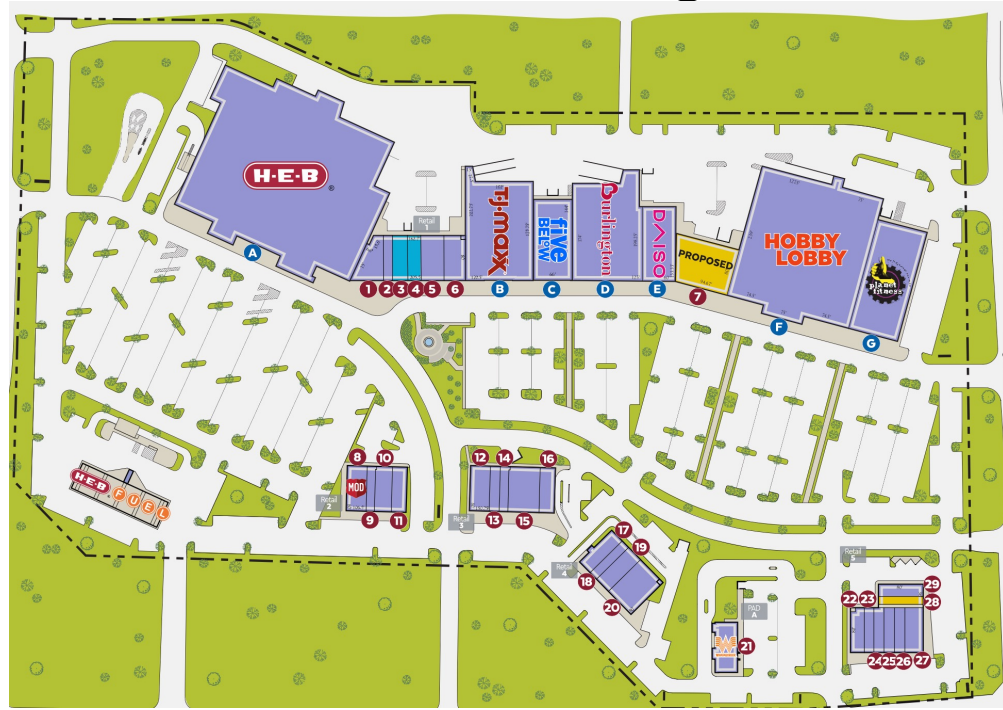 H-E-B
®
Retail
1
T.J.maxx
five
BEL°W
Burlington
DAISO
PROPOSED
HOBBY
LOBBY
planet
fitness
A
1
2
3
4
5
6
B
C
D
E
7
F
G
8
10
MOD
Retail
2
9
11
12
14
16
Retail
3
13
15
H-E-B
FUEL
17
19
Retail
4
18
20
PAD
A
21
W
Retail
5
29
22
23
28
24
25
26
27